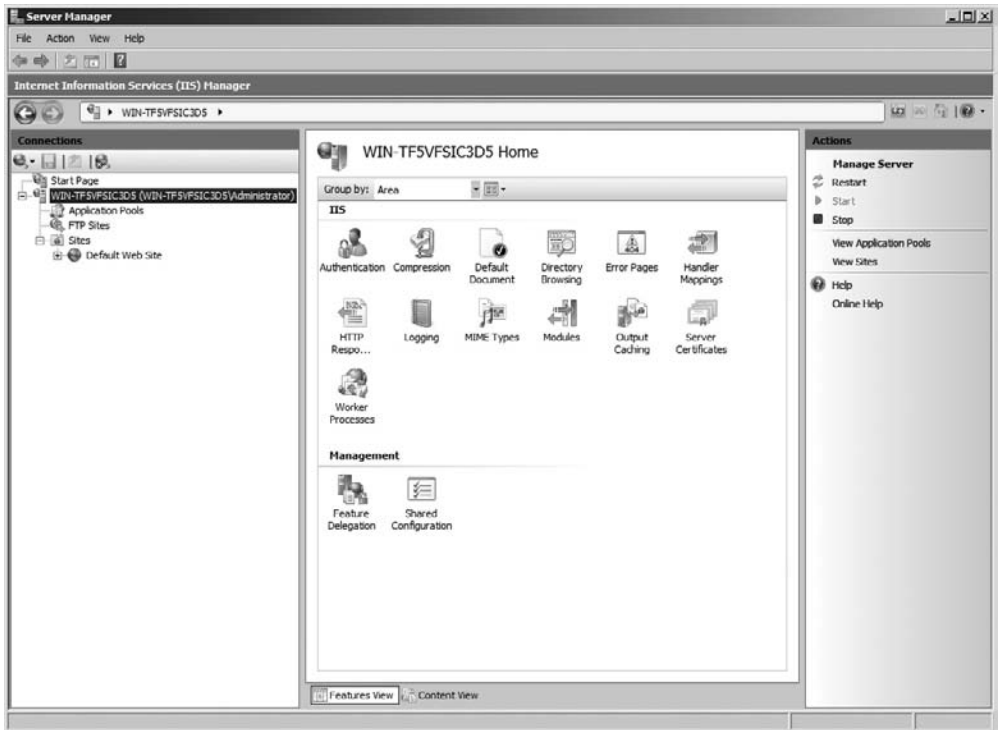 Server Manager
File Action View Help
Internet Information Services (IIS) Manager
WIN-TF5VFSIC3D5
Connections
Start Page
WIN-TF5VFSIC3D5 (WIN-TF5VFSIC3D5\Administrator)
Application Pools
FTP Sites
Sites
Default Web Site
WIN-TF5VFSIC3D5 Home
Group by: Area
IIS
Authentication Compression Default Document Directory Browsing Error Pages Handler Mappings
HTTP Respo... Logging MIME Types Modules Output Caching Server Certificates
Worker Processes
Management
Feature Delegation Shared Configuration
Features View Content View
Actions
Manage Server
Restart
Start
Stop
View Application Pools
View Sites
Help
Online Help